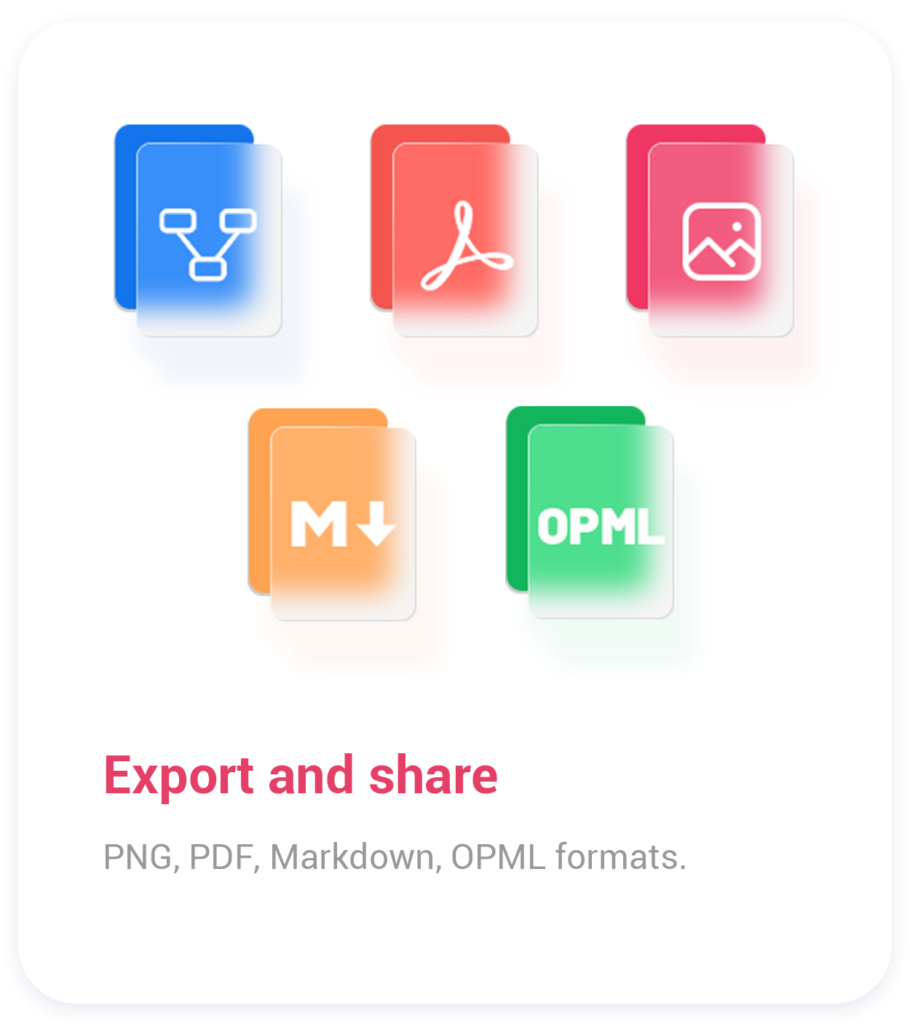 M
OPML
Export and share
PNG, PDF, Markdown, OPML formats.